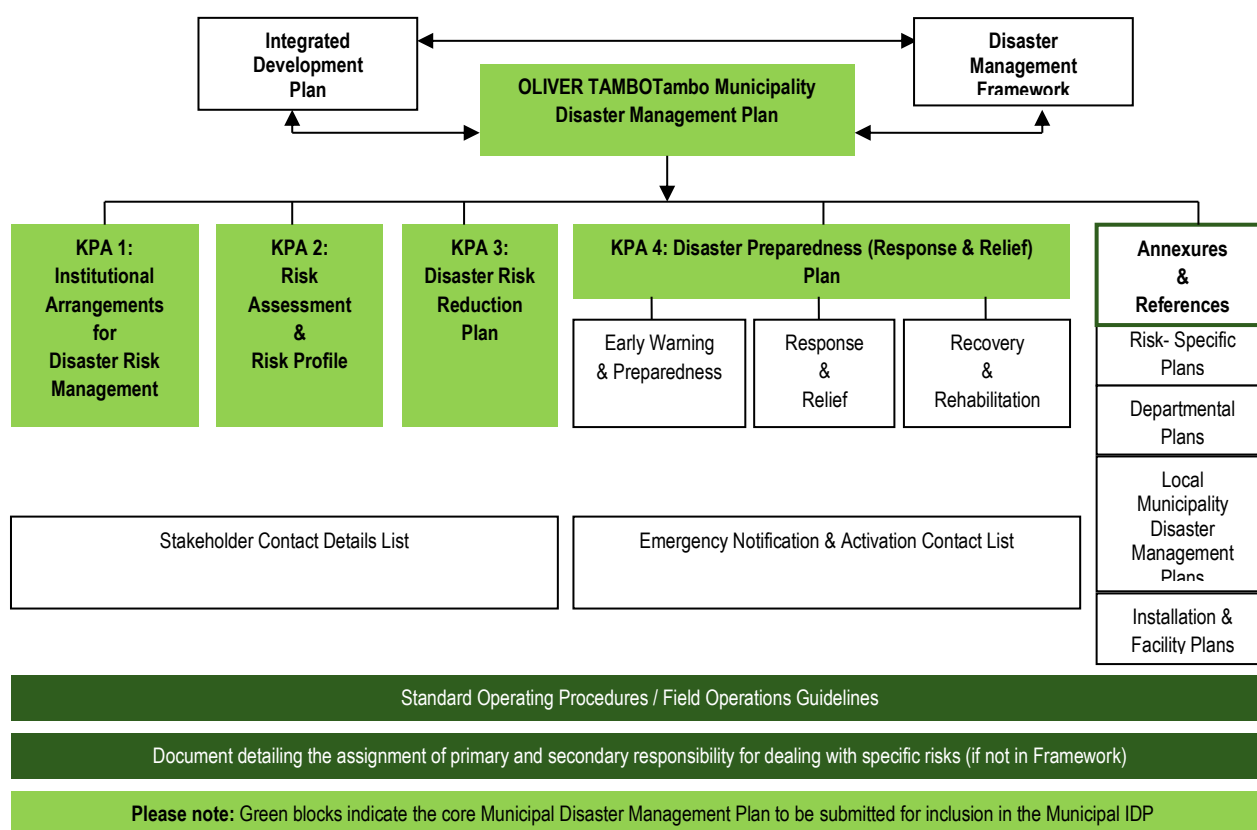 Integrated
Development
Plan
Disaster
Management
Framework
OLIVER TAMBOTambo Municipality
Disaster Management Plan
KPA 1:
Institutional
Arrangements
for
Disaster Risk
Management
KPA 2:
Risk
Assessment
&
Risk Profile
KPA 3:
Disaster Risk
Reduction
Plan
KPA 4: Disaster Preparedness (Response & Relief)
Plan
Early Warning
& Preparedness
Response
&
Relief
Recovery
&
Rehabilitation
Annexures
&
References
Risk- Specific
Plans
Departmental
Plans
Local
Municipality
Disaster
Management
Plans
Installation &
Facility Plans
Stakeholder Contact Details List
Emergency Notification & Activation Contact List
Standard Operating Procedures / Field Operations Guidelines
Document detailing the assignment of primary and secondary responsibility for dealing with specific risks (if not in Framework)
Please note: Green blocks indicate the core Municipal Disaster Management Plan to be submitted for inclusion in the Municipal IDP